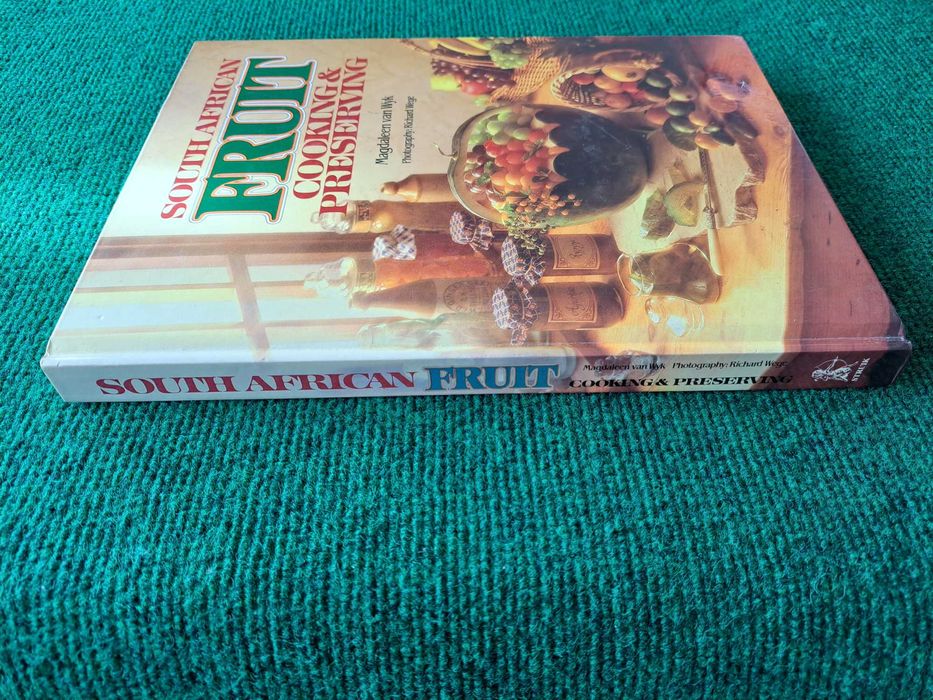 SOUTH AFRICAN
FRUIT
COOKING &
PRESERVING
Magdaleen van Wyk
Photography: Richard Wege
SOUTH AFRICAN FRUIT
Magdaleen van Wyk Photography: Richard Wege
COOKING & PRESERVING
STRUIK